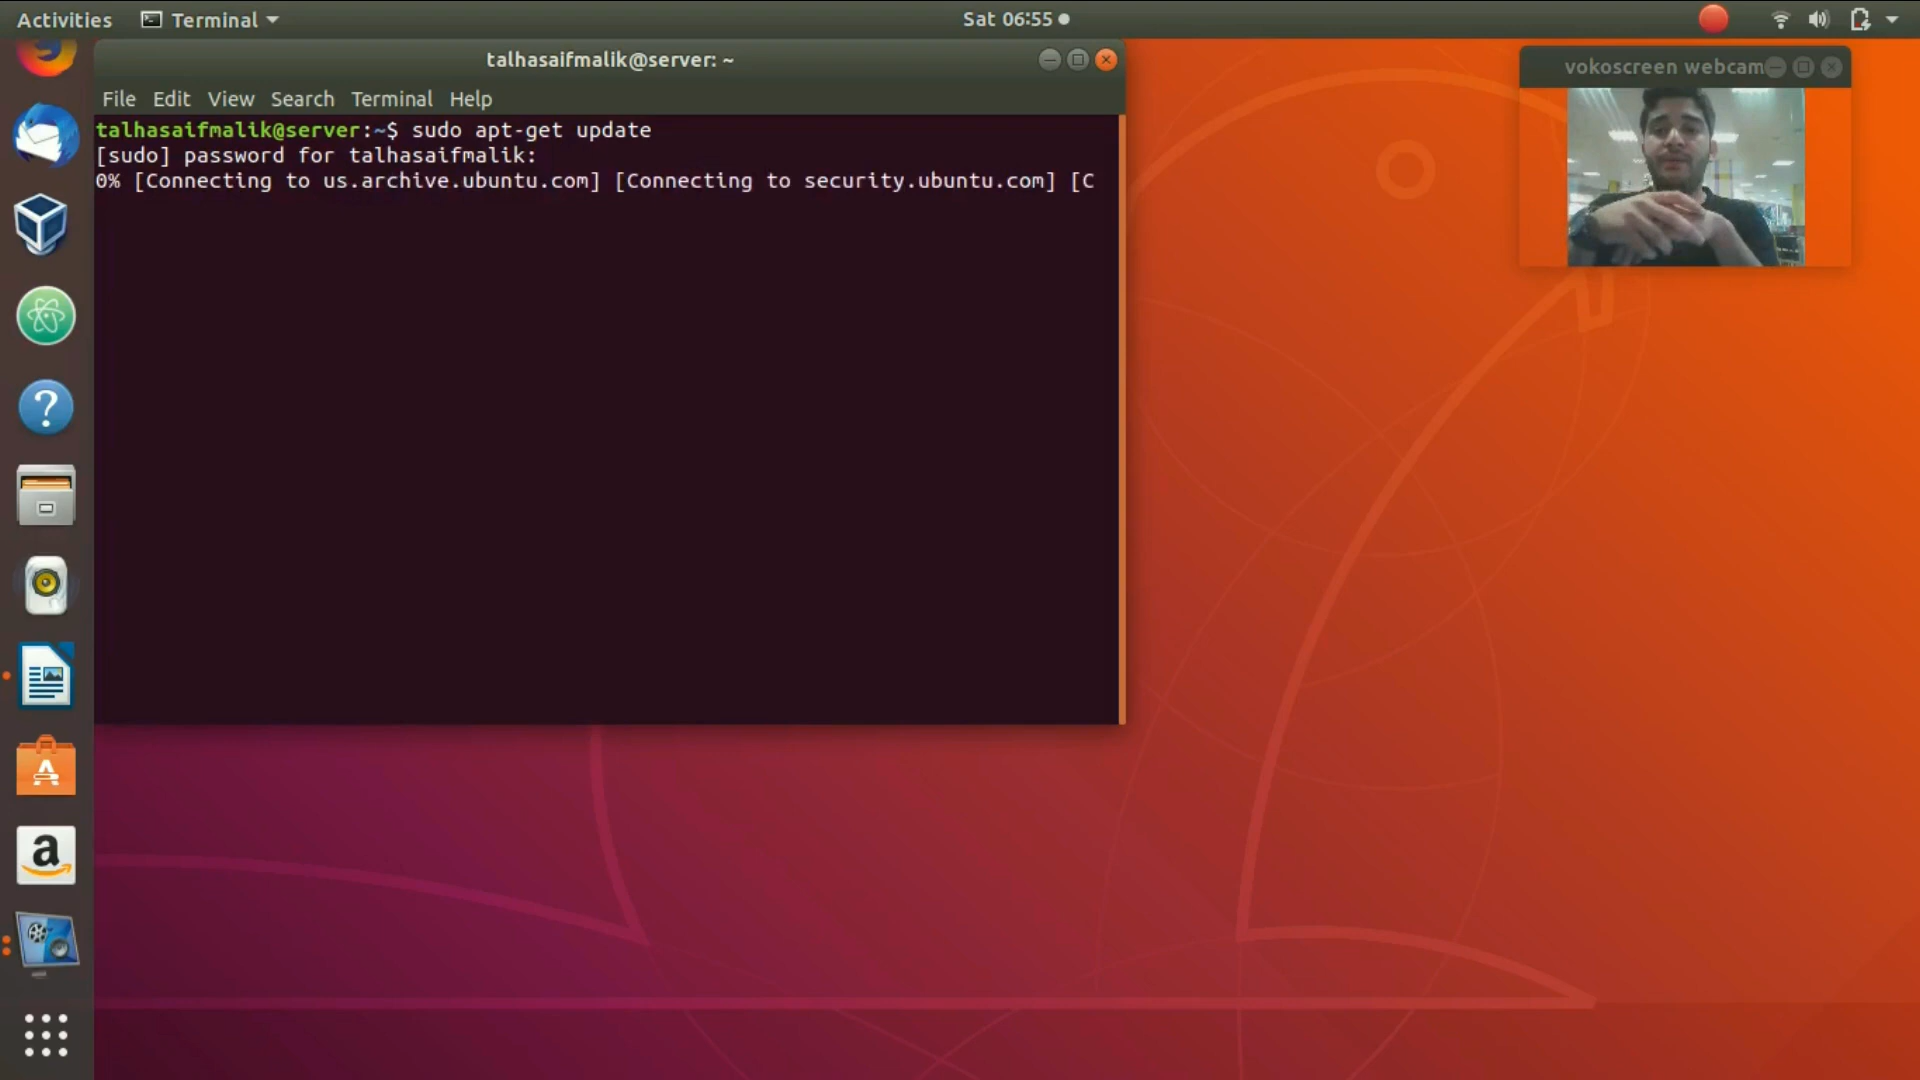 Activities Terminal Sat 06:55
talhasaifmalik@server: ~
vokoscreen webcam
File Edit View Search Terminal Help
talhasaifmalik@server:~$ sudo apt-get update
[sudo] password for talhasaifmalik:
0% [Connecting to us.archive.ubuntu.com] [Connecting to security.ubuntu.com] [C